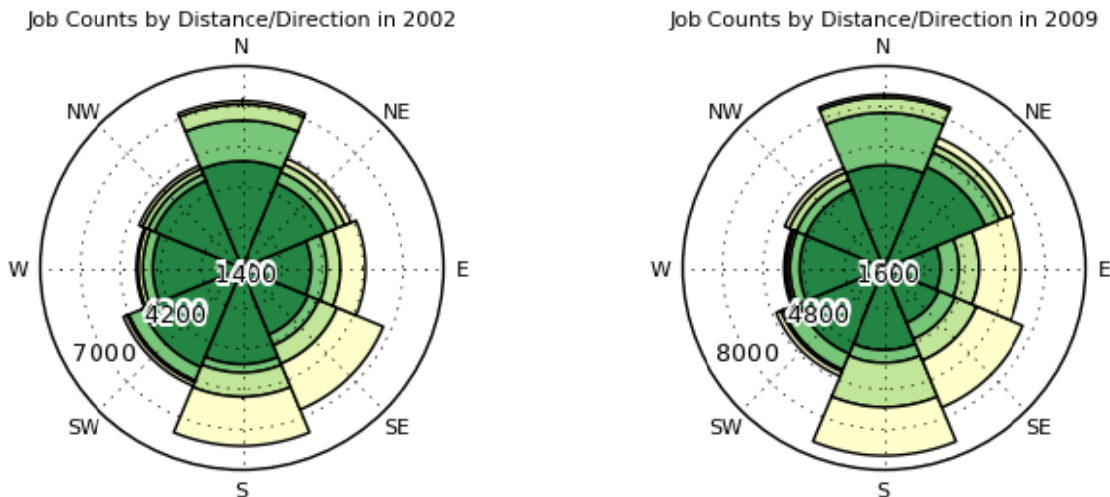 Job Counts by Distance/Direction in 2002
N
NW
NE
W
E
1400
4200
7000
SW
SE
S
Job Counts by Distance/Direction in 2009
N
NW
NE
W
E
1600
4800
8000
SW
SE
S